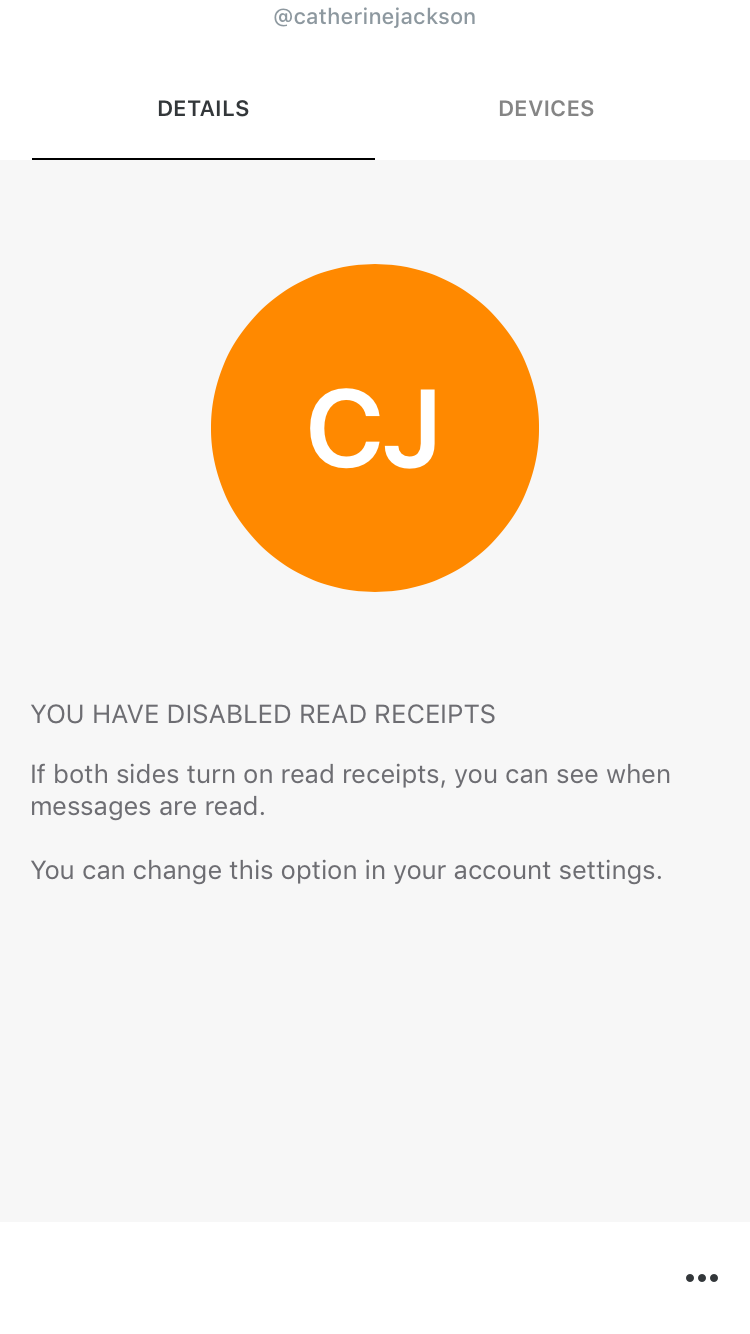 @catherinejackson
DETAILS
DEVICES
CJ
YOU HAVE DISABLED READ RECEIPTS
If both sides turn on read receipts, you can see when
messages are read.
You can change this option in your account settings.